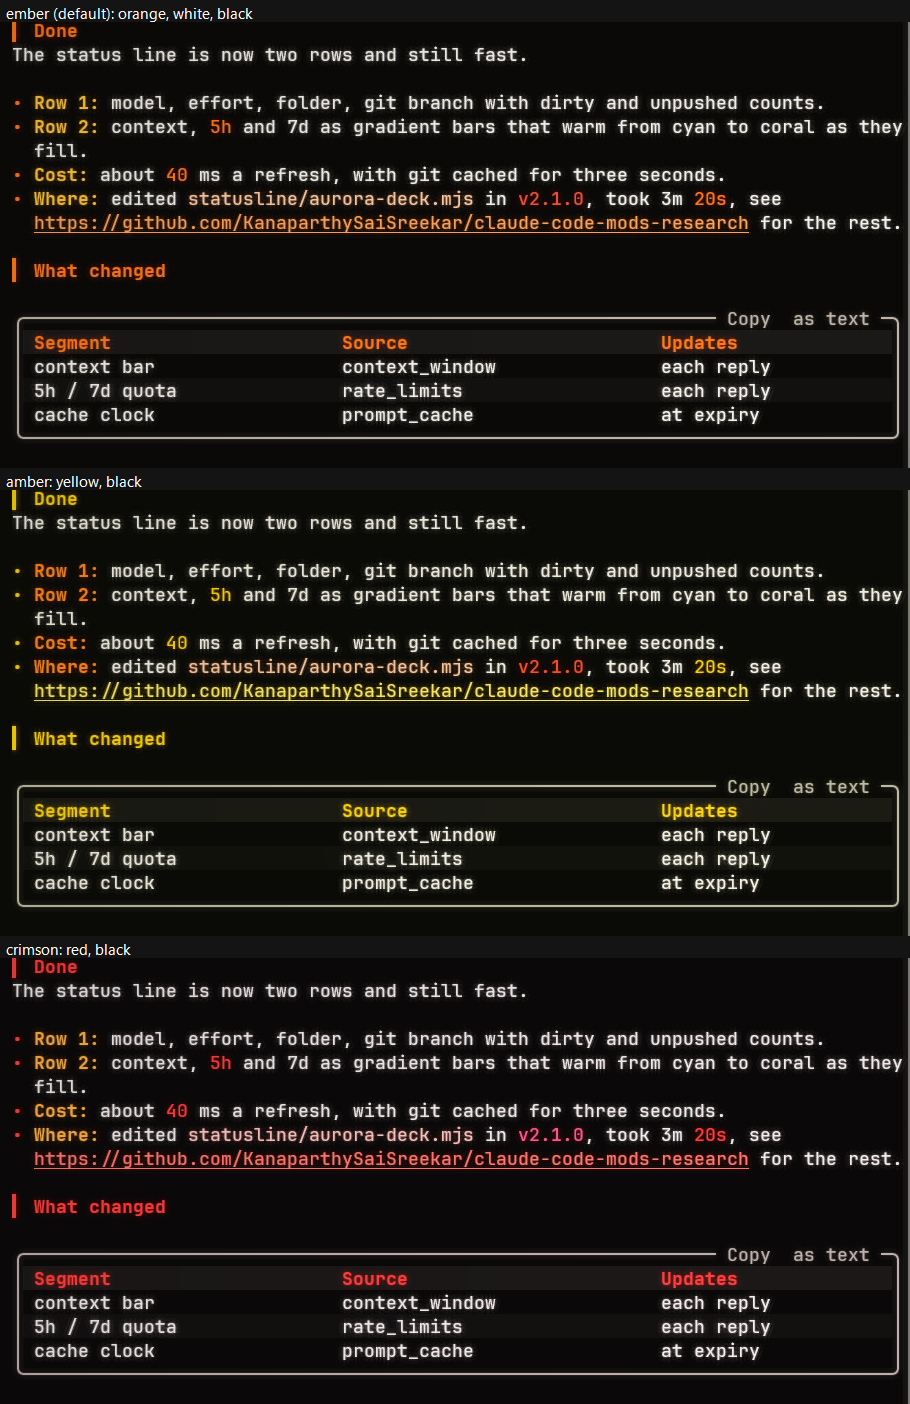 ember (default): orange, white, black
Done
The status line is now two rows and still fast.
• Row 1: model, effort, folder, git branch with dirty and unpushed counts.
• Row 2: context, 5h and 7d as gradient bars that warm from cyan to coral as they
fill.
• Cost: about 40 ms a refresh, with git cached for three seconds.
• Where: edited statusline/aurora-deck.mjs in v2.1.0, took 3m 20s, see
https://github.com/KanaparthySaiSreekar/claude-code-mods-research for the rest.
What changed
Copy as text
Segment Source Updates
context bar context_window each reply
5h / 7d quota rate_limits each reply
cache clock prompt_cache at expiry
amber: yellow, black
Done
The status line is now two rows and still fast.
• Row 1: model, effort, folder, git branch with dirty and unpushed counts.
• Row 2: context, 5h and 7d as gradient bars that warm from cyan to coral as they
fill.
• Cost: about 40 ms a refresh, with git cached for three seconds.
• Where: edited statusline/aurora-deck.mjs in v2.1.0, took 3m 20s, see
https://github.com/KanaparthySaiSreekar/claude-code-mods-research for the rest.
What changed
Copy as text
Segment Source Updates
context bar context_window each reply
5h / 7d quota rate_limits each reply
cache clock prompt_cache at expiry
crimson: red, black
Done
The status line is now two rows and still fast.
• Row 1: model, effort, folder, git branch with dirty and unpushed counts.
• Row 2: context, 5h and 7d as gradient bars that warm from cyan to coral as they
fill.
• Cost: about 40 ms a refresh, with git cached for three seconds.
• Where: edited statusline/aurora-deck.mjs in v2.1.0, took 3m 20s, see
https://github.com/KanaparthySaiSreekar/claude-code-mods-research for the rest.
What changed
Copy as text
Segment Source Updates
context bar context_window each reply
5h / 7d quota rate_limits each reply
cache clock prompt_cache at expiry